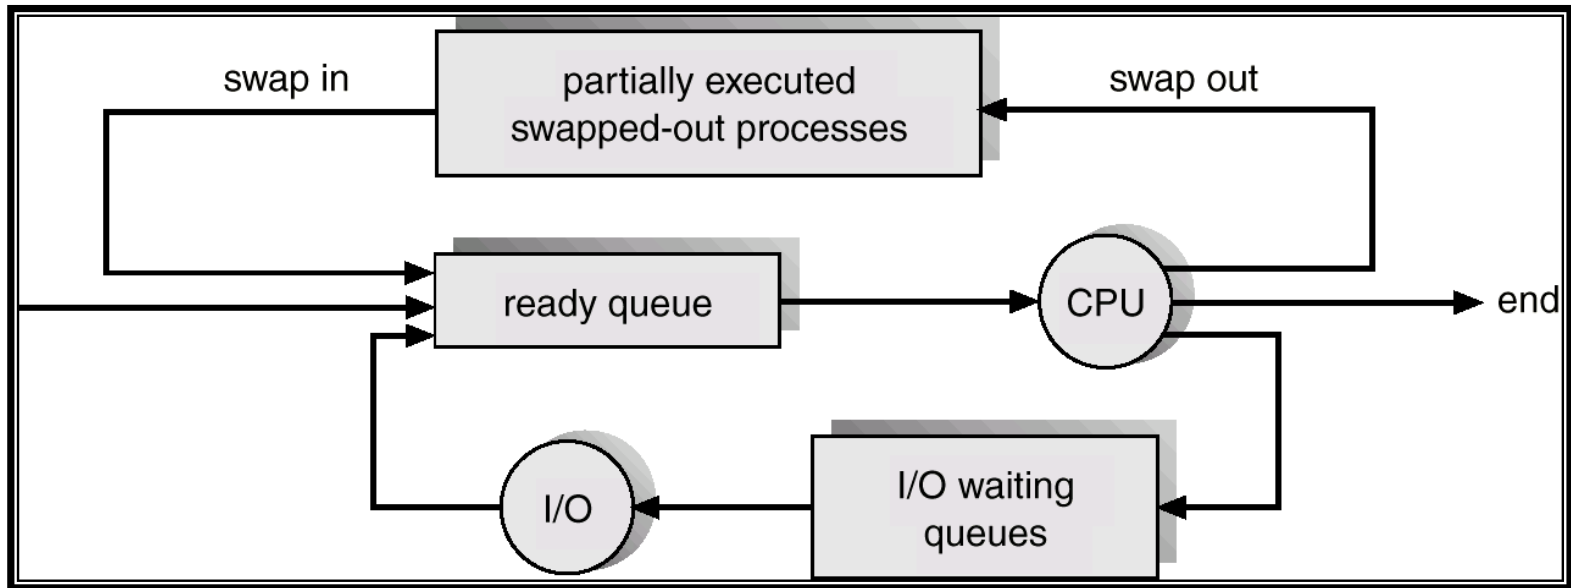 swap in
partially executed
swapped-out processes
swap out
ready queue
CPU
end
I/O
I/O waiting
queues